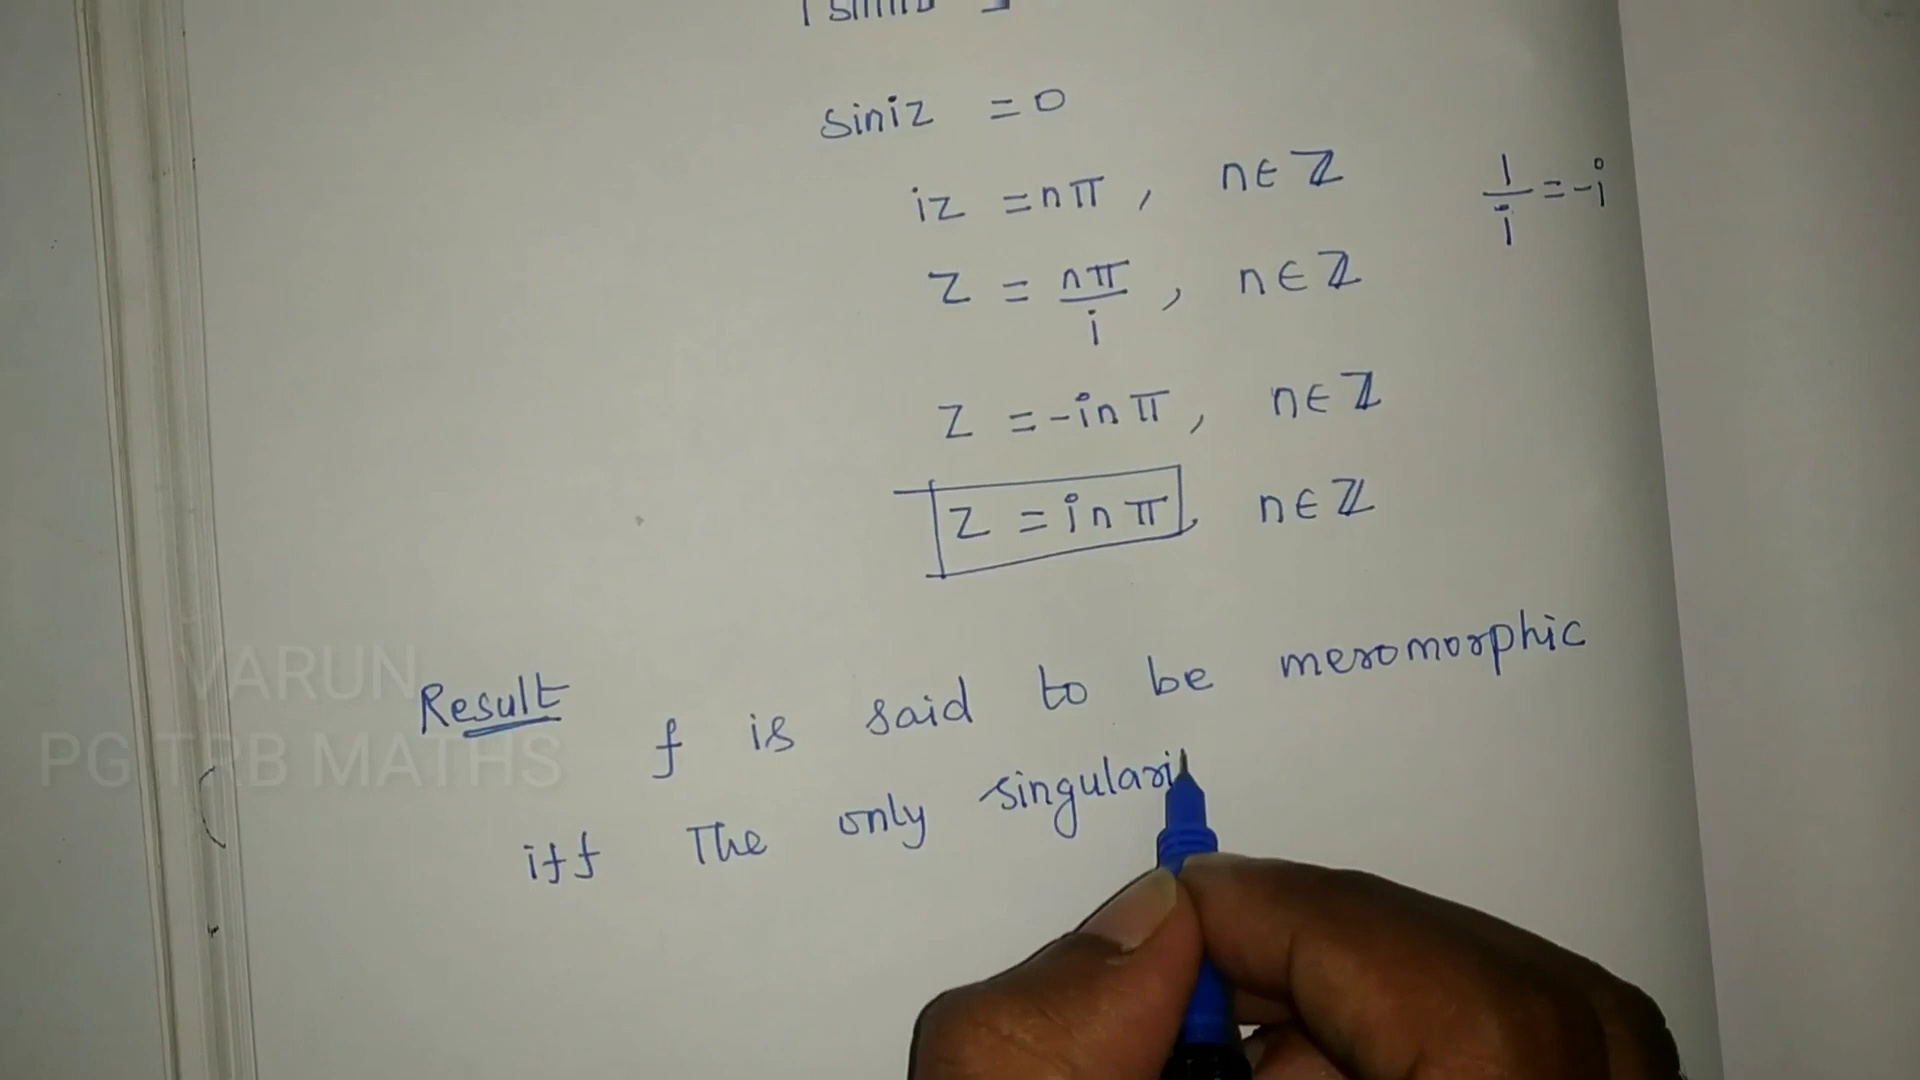 siniz = 0
iz = nπ, n∈ℤ
1/i = -i
z = nπ/i, n∈ℤ
z = -inπ, n∈ℤ
z = inπ, n∈ℤ
Result f is said to be meromorphic
iff The only singulari
VARUN
PG TRB MATHS